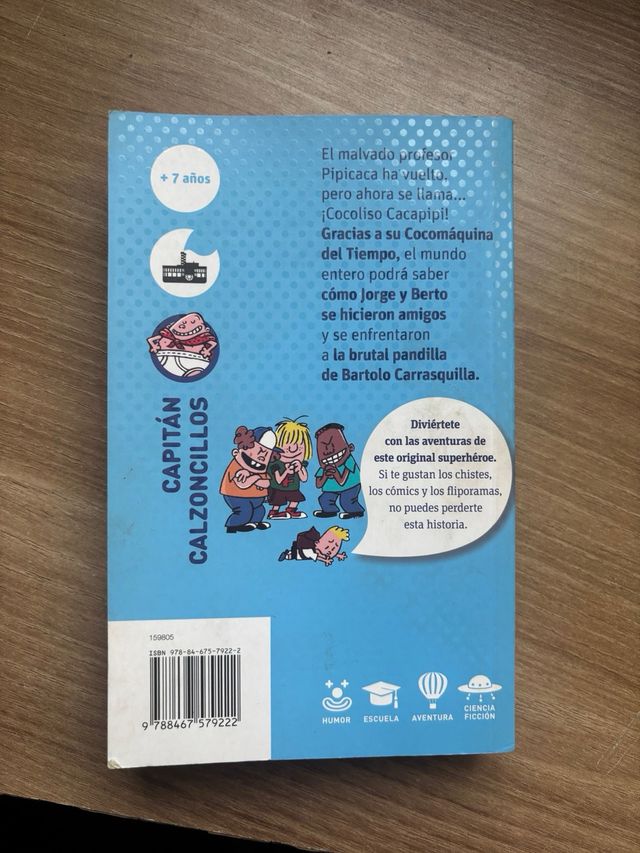 + 7 años
El malvado profesor
Pipicaca ha vuelto,
pero ahora se llama...
¡Cocoliso Cacapipi!
Gracias a su Cocomáquina
del Tiempo, el mundo
entero podrá saber
cómo Jorge y Berto
se hicieron amigos
y se enfrentaron
a la brutal pandilla
de Bartolo Carrasquilla.
CAPITÁN
CALZONCILLOS
Diviértete
con las aventuras de
este original superhéroe.
Si te gustan los chistes,
los cómics y los fliporamas,
no puedes perderte
esta historia.
159805
ISBN 978-84-675-7922-2
9 788467 579222
HUMOR
ESCUELA
AVENTURA
CIENCIA
FICCIÓN